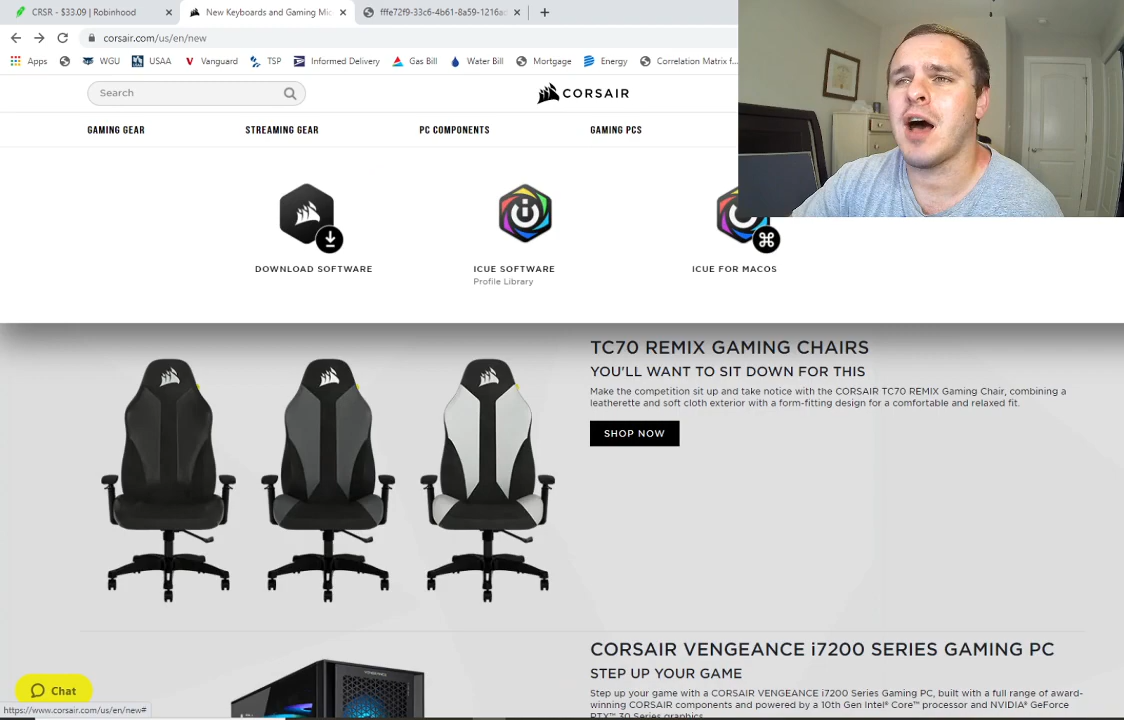 CRSR - $33.09 | Robinhood
New Keyboards and Gaming Mic
fffe72f9-33c6-4b61-8a59-1216a
corsair.com/us/en/new
Apps WGU USAA Vanguard TSP Informed Delivery Gas Bill Water Bill Mortgage Energy Correlation Matrix f...
Search
CORSAIR
GAMING GEAR STREAMING GEAR PC COMPONENTS GAMING PCS
DOWNLOAD SOFTWARE
ICUE SOFTWARE
Profile Library
ICUE FOR MACOS
TC70 REMIX GAMING CHAIRS
YOU'LL WANT TO SIT DOWN FOR THIS
Make the competition sit up and take notice with the CORSAIR TC70 REMIX Gaming Chair, combining a
leatherette and soft cloth exterior with a form-fitting design for a comfortable and relaxed fit.
SHOP NOW
CORSAIR VENGEANCE i7200 SERIES GAMING PC
STEP UP YOUR GAME
Step up your game with a CORSAIR VENGEANCE i7200 Series Gaming PC, built with a full range of award-
winning CORSAIR components and powered by a 10th Gen Intel® Core™ processor and NVIDIA® GeForce
RTX™ 30 Series graphics.
Chat
https://www.corsair.com/us/en/new#